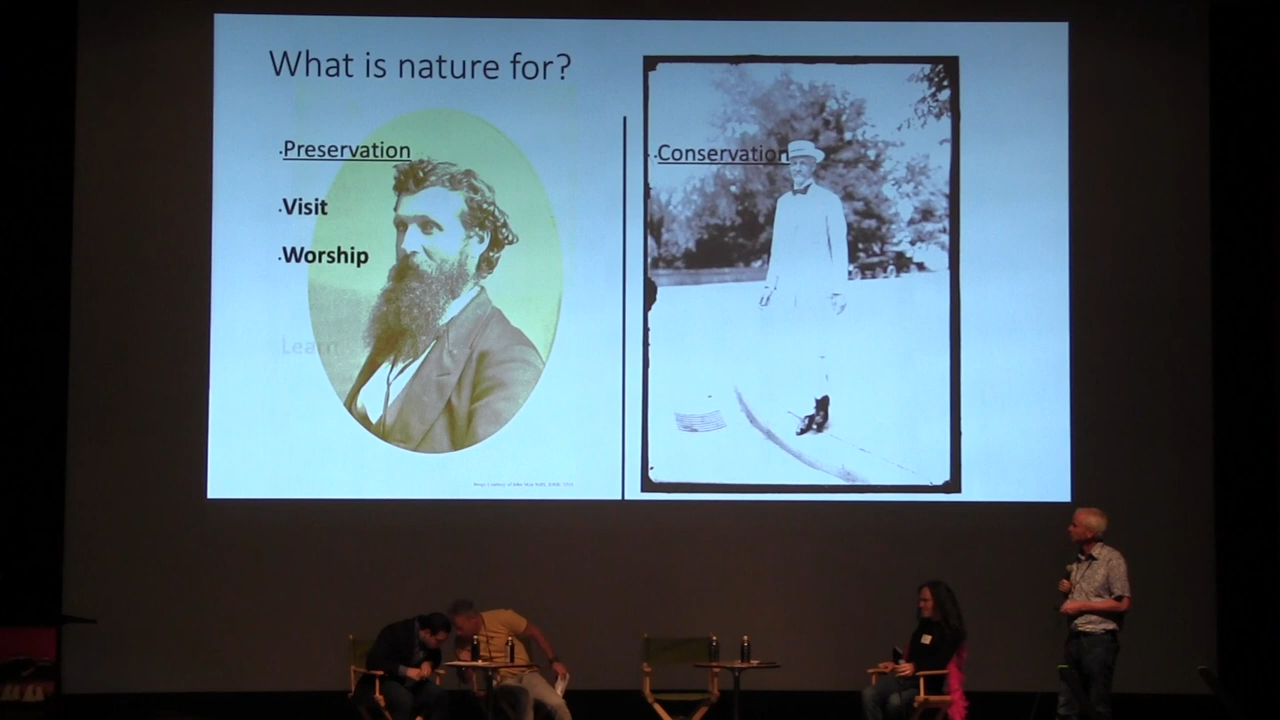 What is nature for?
Preservation
Visit
Worship
Learn
Conservation